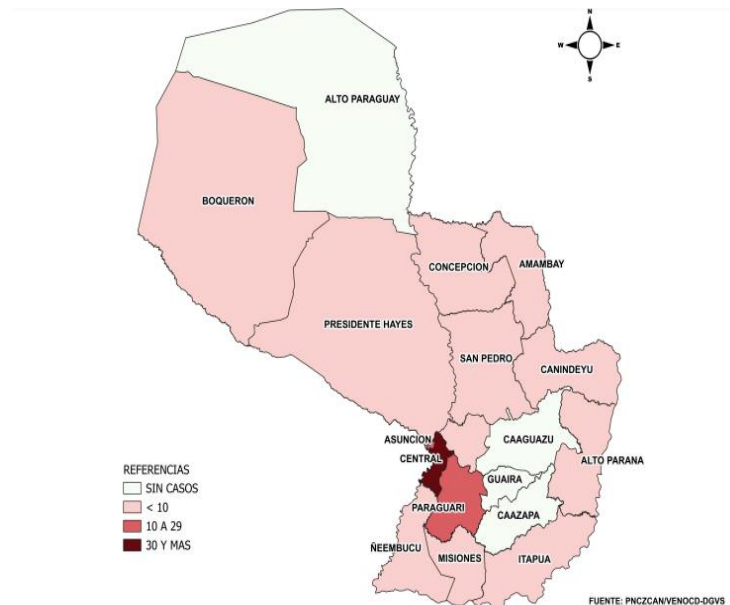 N
W E
S
ALTO PARAGUAY
BOQUERON
CONCEPCION
AMAMBAY
PRESIDENTE HAYES
SAN PEDRO
CANINDEYU
ASUNCION
CAAGUAZU
CENTRAL
ALTO PARANA
REFERENCIAS
SIN CASOS
< 10
10 A 29
30 Y MAS
GUAIRA
PARAGUARI
CAAZAPA
ÑEEMBUCU
MISIONES
ITAPUA
FUENTE: PNCZCAN/VENOCD-DGVS